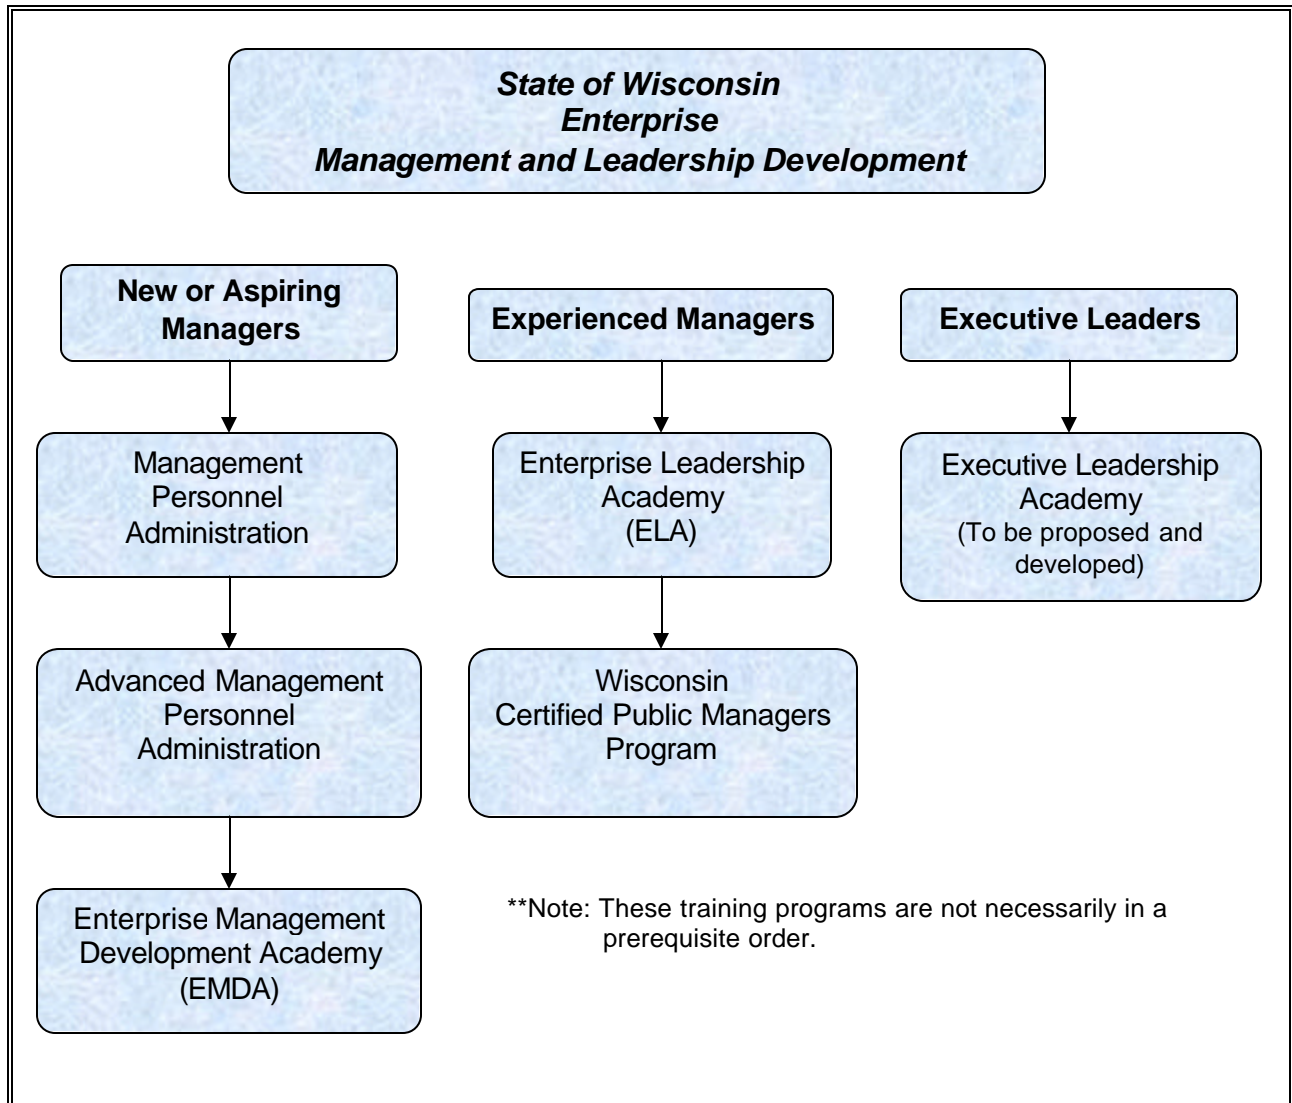 State of Wisconsin
Enterprise
Management and Leadership Development
New or Aspiring
Managers
Management
Personnel
Administration
Advanced Management
Personnel
Administration
Enterprise Management
Development Academy
(EMDA)
Experienced Managers
Enterprise Leadership
Academy
(ELA)
Wisconsin
Certified Public Managers
Program
Executive Leaders
Executive Leadership
Academy
(To be proposed and
developed)
**Note: These training programs are not necessarily in a
prerequisite order.